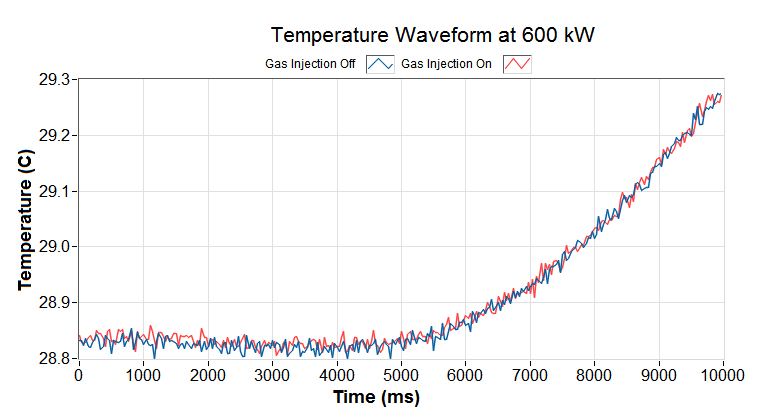 Temperature Waveform at 600 kW
Gas Injection Off Gas Injection On
29.3
29.2
29.1
29.0
28.9
28.8
Temperature (C)
0 1000 2000 3000 4000 5000 6000 7000 8000 9000 10000
Time (ms)